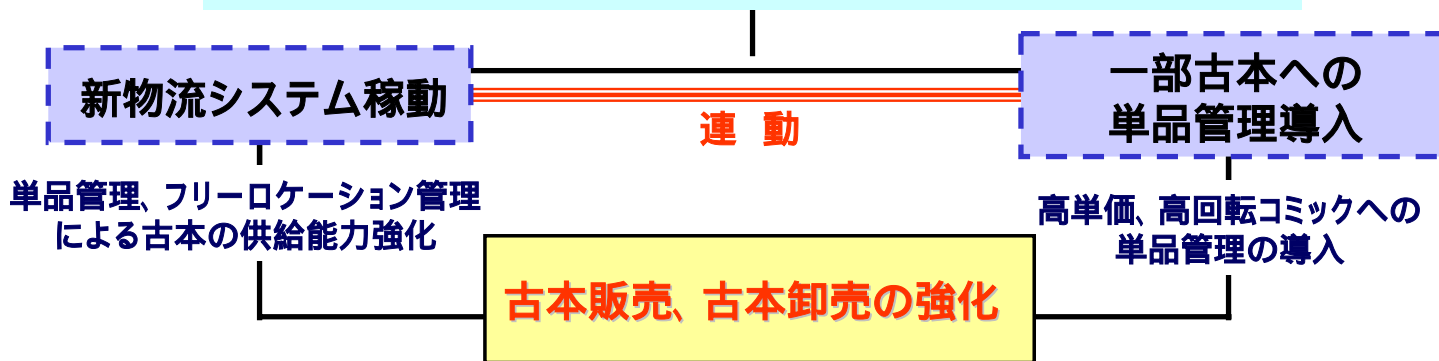 新物流システム稼動
一部古本への
単品管理導入
連 動
単品管理、フリーロケーション管理
による古本の供給能力強化
高単価、高回転コミックへの
単品管理の導入
古本販売、古本卸売の強化